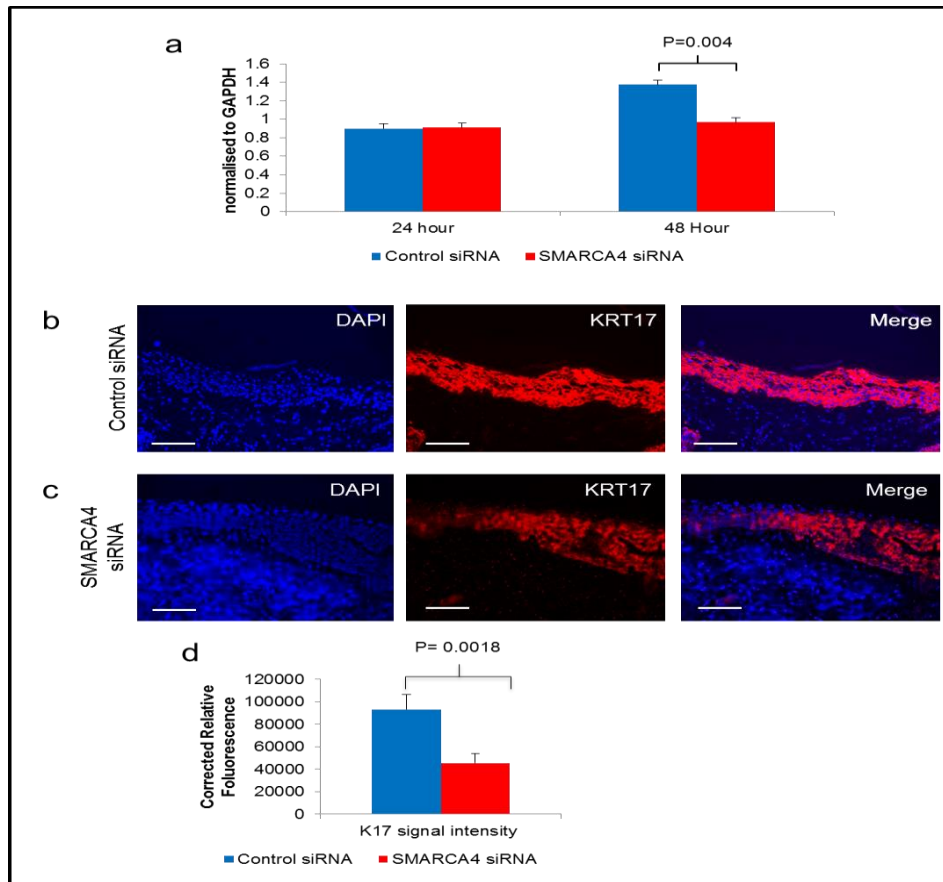 a
P=0.004
normalised to GAPDH
1.6
1.4
1.2
1
0.8
0.6
0.4
0.2
0
24 hour
48 Hour
Control siRNA
SMARCA4 siRNA
b
Control siRNA
DAPI
KRT17
Merge
c
SMARCA4
siRNA
DAPI
KRT17
Merge
d
P= 0.0018
Corrected Relative
Foluorescence
120000
100000
80000
60000
40000
20000
0
K17 signal intensity
Control siRNA
SMARCA4 siRNA